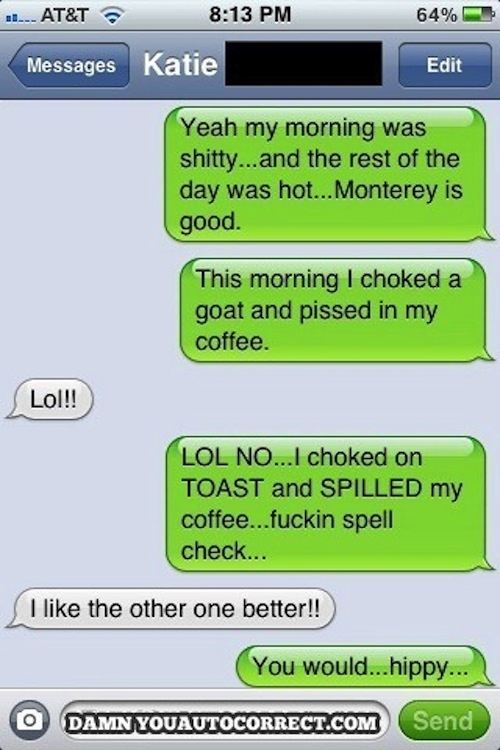 AT&T 8:13 PM 64%
Messages Katie Edit
Yeah my morning was
shitty...and the rest of the
day was hot...Monterey is
good.
This morning I choked a
goat and pissed in my
coffee.
Lol!!
LOL NO...I choked on
TOAST and SPILLED my
coffee...fuckin spell
check...
I like the other one better!!
You would...hippy...
DAMNYOUAUTOCORRECT.COM Send